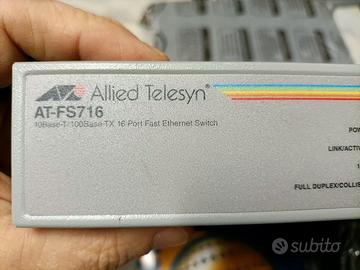 Allied Telesyn®
AT-FS716
10Base-T/100Base-TX 16 Port Fast Ethernet Switch
LINK/ACTIV
FULL DUPLEX/COLLIS
subito